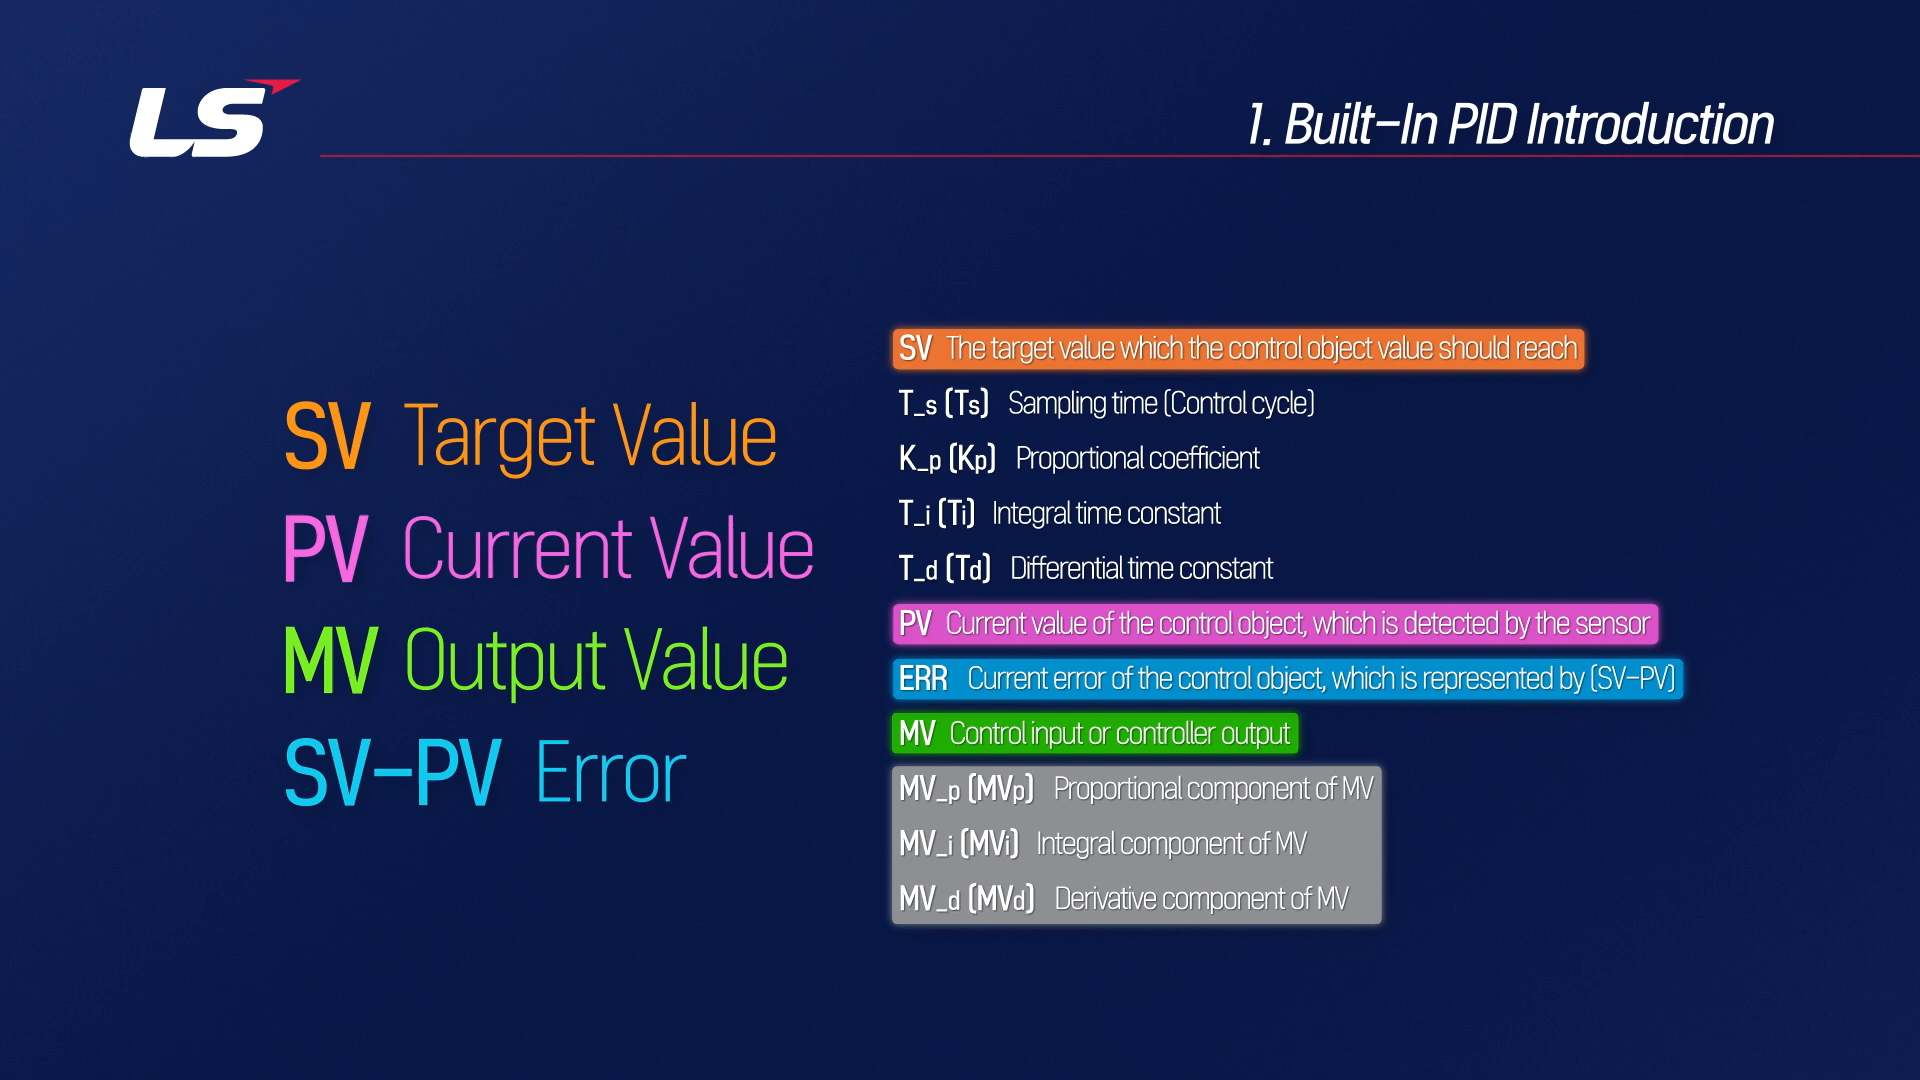 LS
1. Built-In PID Introduction
SV Target Value
PV Current Value
MV Output Value
SV-PV Error
SV The target value which the control object value should reach
T_s (Ts) Sampling time (Control cycle)
K_p (Kp) Proportional coefficient
T_i (Ti) Integral time constant
T_d (Td) Differential time constant
PV Current value of the control object, which is detected by the sensor
ERR Current error of the control object, which is represented by (SV-PV)
MV Control input or controller output
MV_p (MVp) Proportional component of MV
MV_i (MVi) Integral component of MV
MV_d (MVd) Derivative component of MV